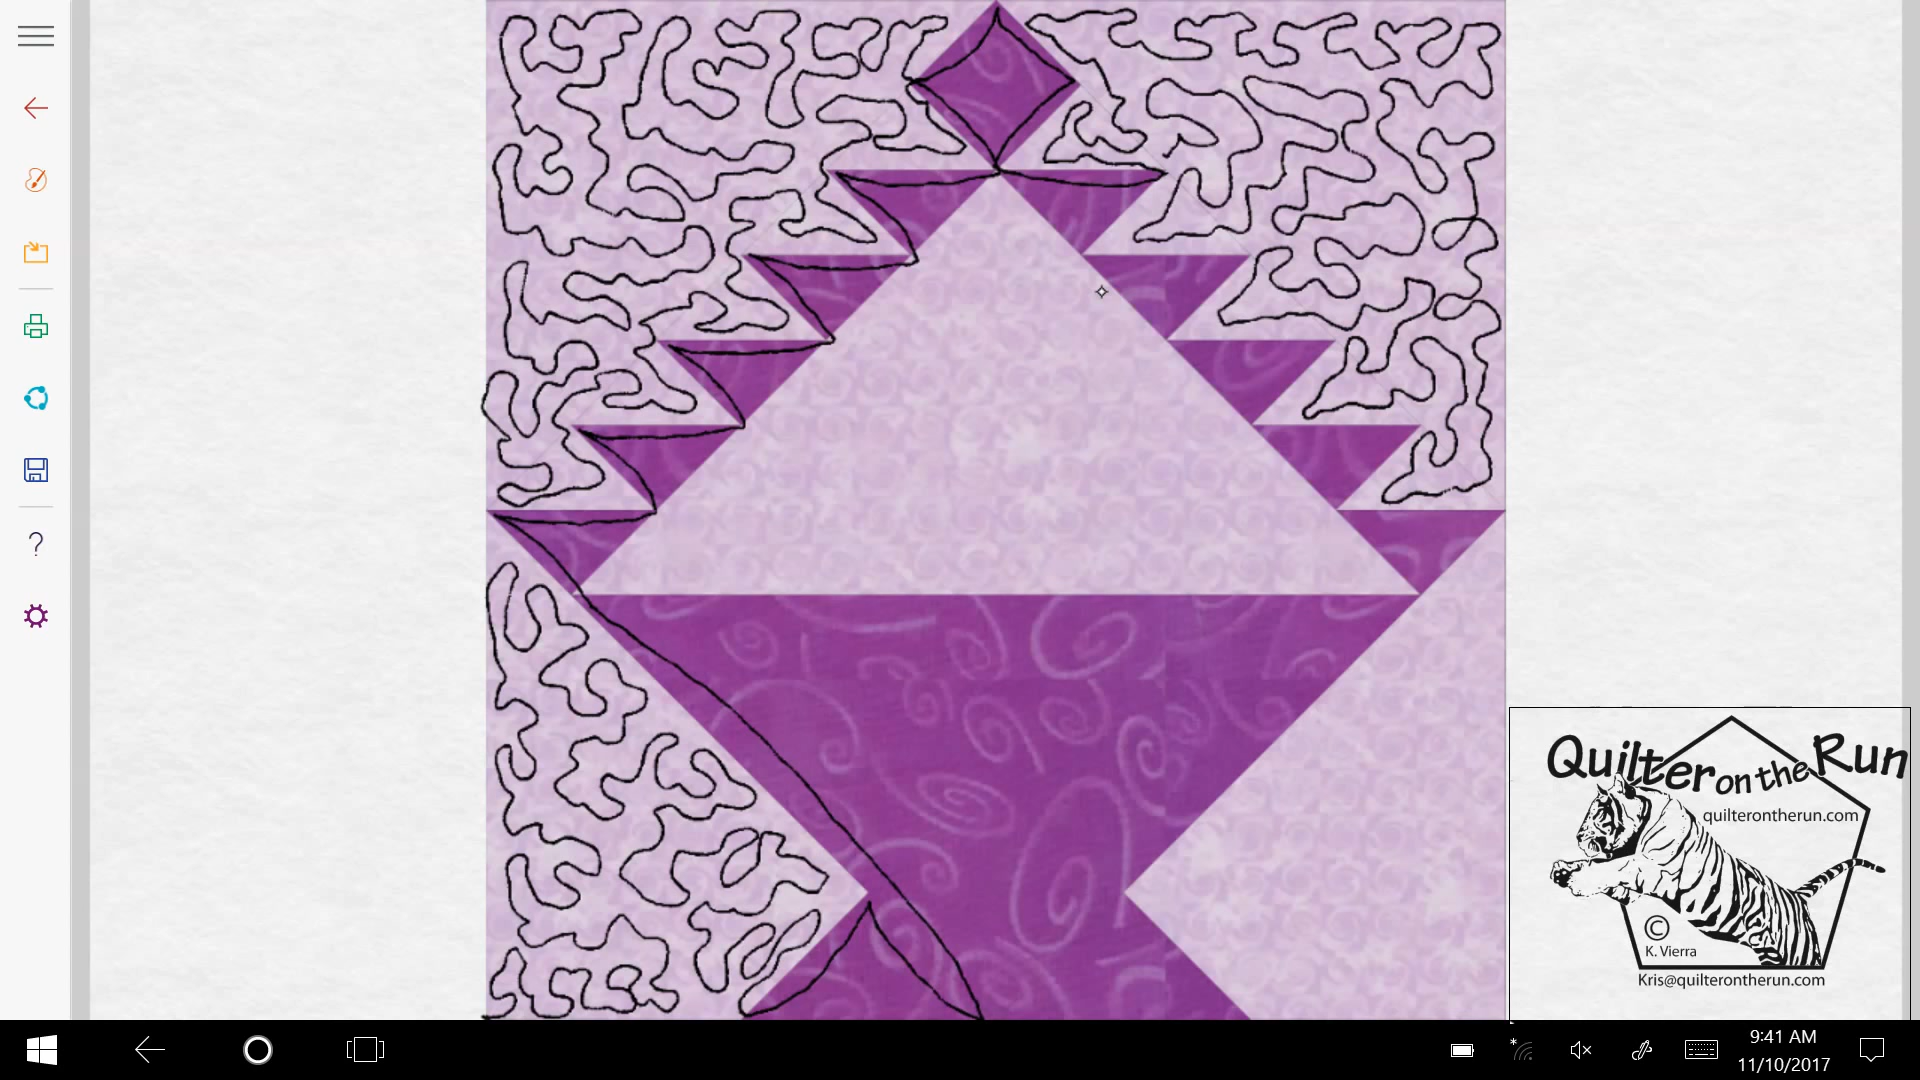 Quilter on the Run
quilterontherun.com
©
K. Vierra
Kris@quilterontherun.com
9:41 AM
11/10/2017